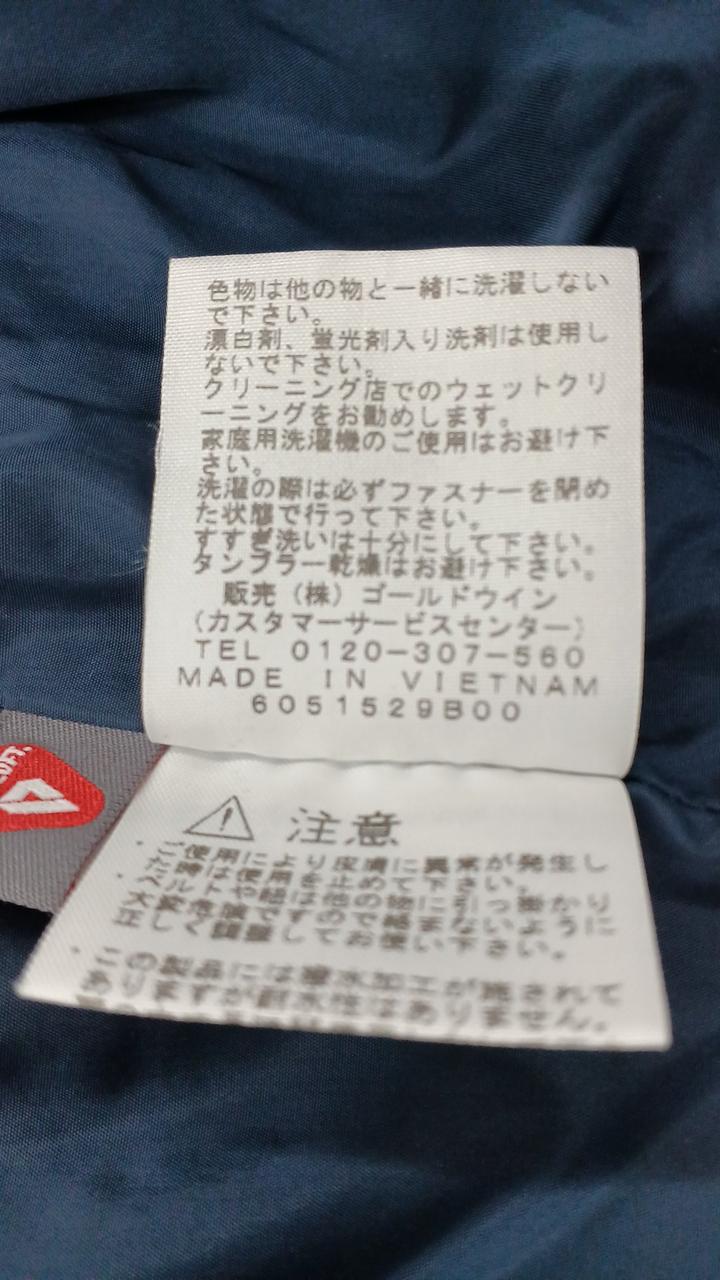 色物は他の物と一緒に洗濯しない
で下さい。
漂白剤、蛍光剤入り洗剤は使用し
ないで下さい。
クリーニング店でのウェットクリ
ーニングをお勧めします。
家庭用洗濯機のご使用はお避け下
さい。
洗濯の際は必ずファスナーを閉め
た状態で行って下さい。
すすぎ洗いは十分にして下さい。
タンブラー乾燥はお避け下さい。
販売（株）ゴールドウイン
（カスタマーサービスセンター）
TEL 0120-307-560
MADE IN VIETNAM
6051529B00
注意
・ご使用により皮膚に異常が発生し
た時は使用を止めて下さい。
・ベルトや紐は他の物に引っ掛かり
大変危険ですので絡まないように
正しく調整してお使い下さい。
・この製品には撥水加工が施されて
ありますが耐水性はありません。